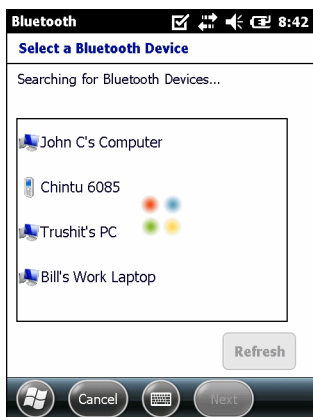 Bluetooth 8:42
Select a Bluetooth Device
Searching for Bluetooth Devices...
John C's Computer
Chintu 6085
Trushit's PC
Bill's Work Laptop
Refresh
Cancel Next